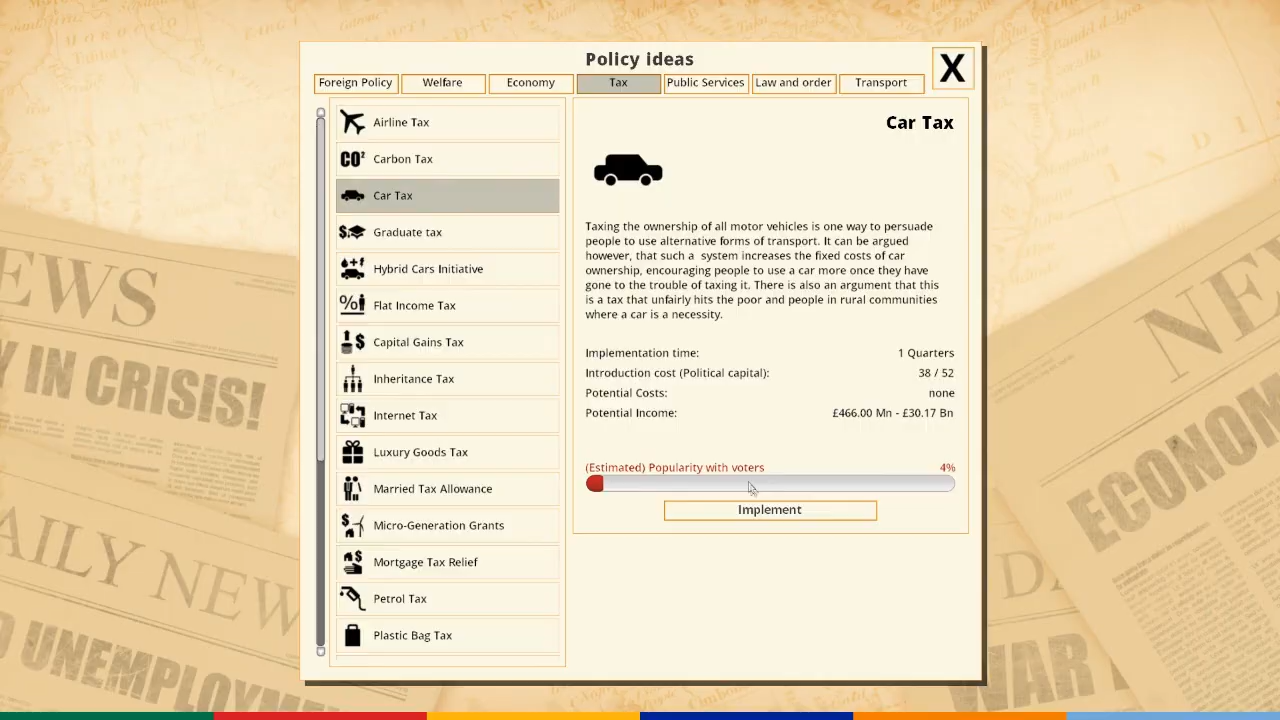 Policy ideas
X
Foreign Policy
Welfare
Economy
Tax
Public Services
Law and order
Transport
Airline Tax
CO² Carbon Tax
Car Tax
Graduate tax
Hybrid Cars Initiative
Flat Income Tax
Capital Gains Tax
Inheritance Tax
Internet Tax
Luxury Goods Tax
Married Tax Allowance
Micro-Generation Grants
Mortgage Tax Relief
Petrol Tax
Plastic Bag Tax
Car Tax
Taxing the ownership of all motor vehicles is one way to persuade
people to use alternative forms of transport. It can be argued
however, that such a  system increases the fixed costs of car
ownership, encouraging people to use a car more once they have
gone to the trouble of taxing it. There is also an argument that this
is a tax that unfairly hits the poor and people in rural communities
where a car is a necessity.
Implementation time: 1 Quarters
Introduction cost (Political capital): 38 / 52
Potential Costs: none
Potential Income: £466.00 Mn - £30.17 Bn
(Estimated) Popularity with voters 4%
Implement
EWS
Y IN CRISIS!
AILY NEW
UNEMPLOYM
NE
ECONOM
DA
WAR